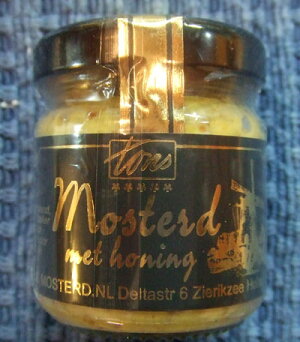 tons
Mosterd
met honing
MOSTERD.NL Deltastr 6 Zierikzee